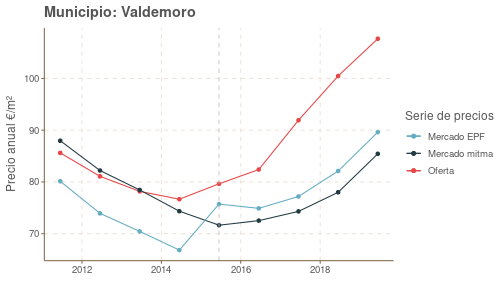 Municipio: Valdemoro
Precio anual €/m²
100
90
80
70
2012
2014
2016
2018
Serie de precios
Mercado EPF
Mercado mitma
Oferta